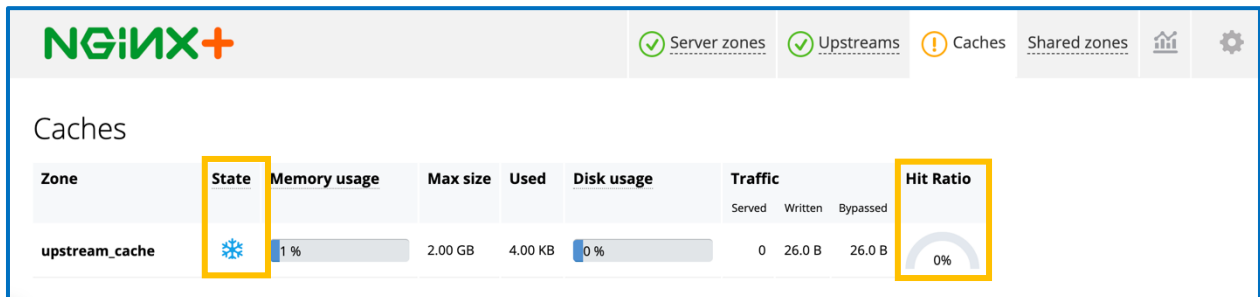 NGINX+
Server zones Upstreams Caches Shared zones
Caches
Zone State Memory usage Max size Used Disk usage Traffic Hit Ratio
Served Written Bypassed
upstream_cache 1 % 2.00 GB 4.00 KB 0 % 0 26.0 B 26.0 B 0%